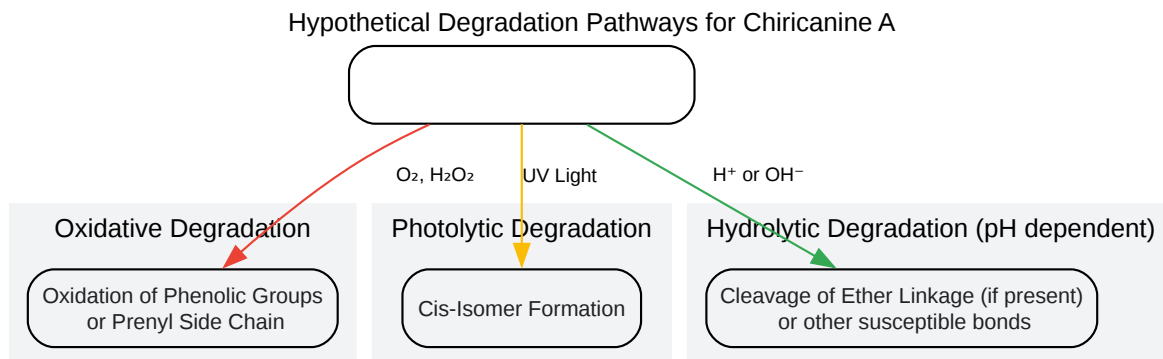 Hypothetical Degradation Pathways for Chiricanine A
O₂, H₂O₂
UV Light
H⁺ or OH⁻
Oxidative Degradation
Photolytic Degradation
Hydrolytic Degradation (pH dependent)
Oxidation of Phenolic Groups
or Prenyl Side Chain
Cis-Isomer Formation
Cleavage of Ether Linkage (if present)
or other susceptible bonds